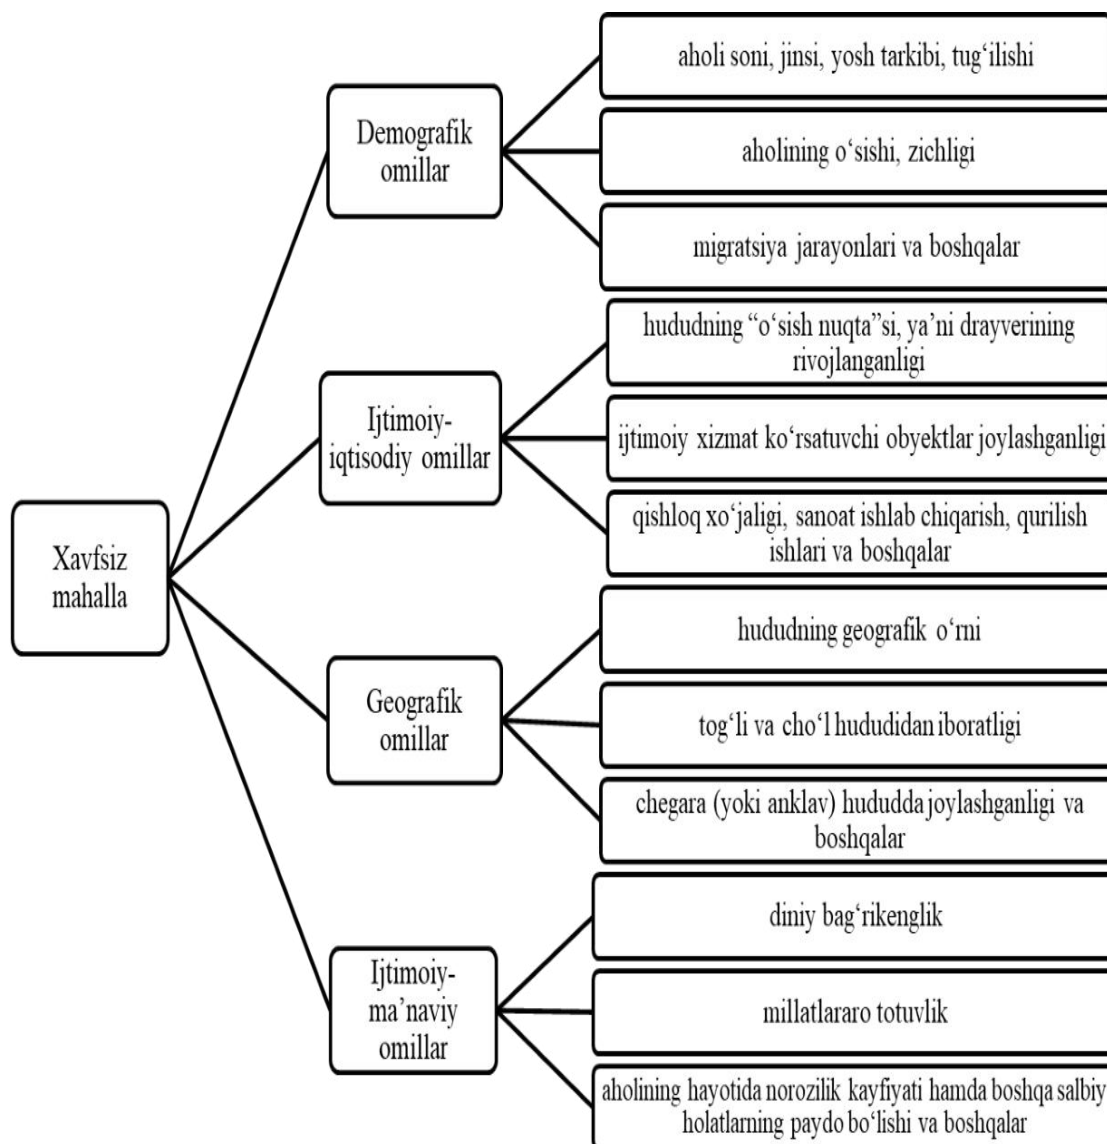 Xavfsiz
mahalla
Demografik
omillar
aholi soni, jinsi, yosh tarkibi, tug‘ilishi
aholining o‘sishi, zichligi
migratsiya jarayonlari va boshqalar
Ijtimoiy-
iqtisodiy omillar
hududning “o‘sish nuqta”si, ya’ni drayverining
rivojlanganligi
ijtimoiy xizmat ko‘rsatuvchi obyektlar joylashganligi
qishloq xo‘jaligi, sanoat ishlab chiqarish, qurilish
ishlari va boshqalar
Geografik
omillar
hududning geografik o‘rni
tog‘li va cho‘l hududidan iboratligi
chegara (yoki anklav) hududda joylashganligi va
boshqalar
Ijtimoiy-
ma’naviy
omillar
diniy bag‘rikenglik
millatlararo totuvlik
aholining hayotida norozilik kayfiyati hamda boshqa salbiy
holatlarning paydo bo‘lishi va boshqalar